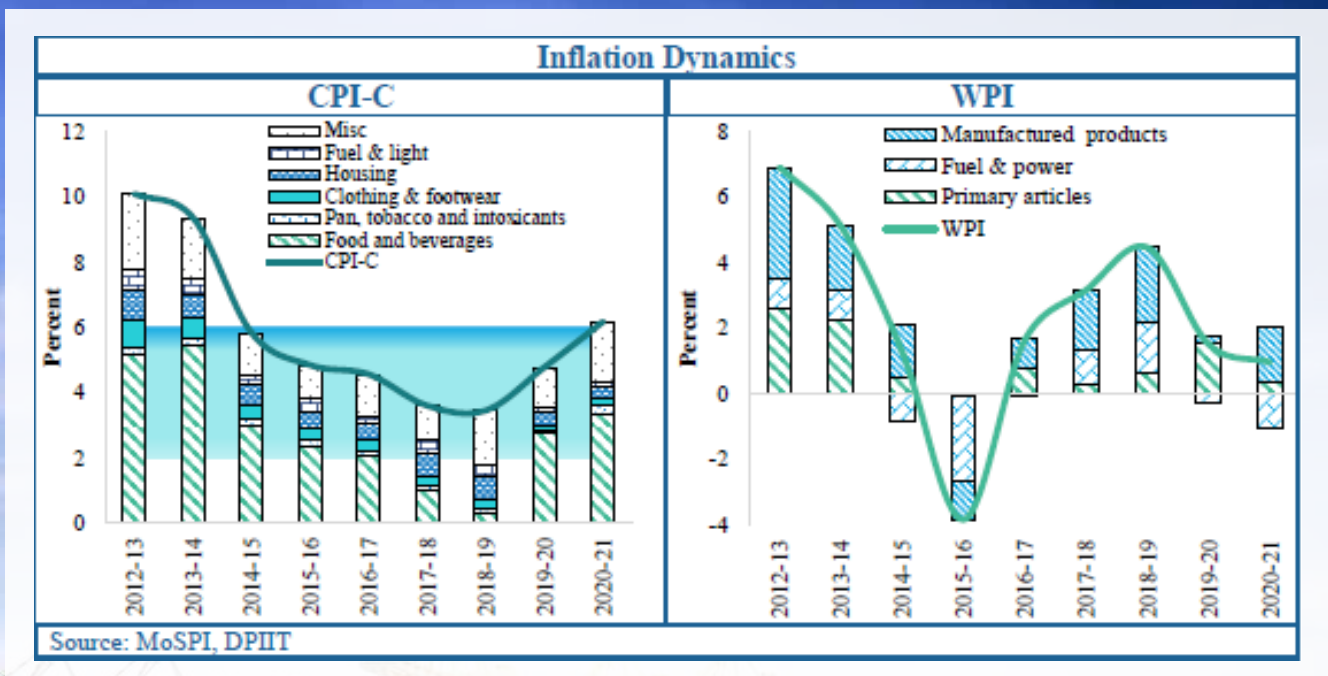 Inflation Dynamics
CPI-C
WPI
Percent
12
10
8
6
4
2
0
Misc
Fuel & light
Housing
Clothing & footwear
Pan, tobacco and intoxicants
Food and beverages
CPI-C
2012-13
2013-14
2014-15
2015-16
2016-17
2017-18
2018-19
2019-20
2020-21
Percent
8
6
4
2
0
-2
-4
Manufactured products
Fuel & power
Primary articles
WPI
2012-13
2013-14
2014-15
2015-16
2016-17
2017-18
2018-19
2019-20
2020-21
Source: MoSPI, DPIIT